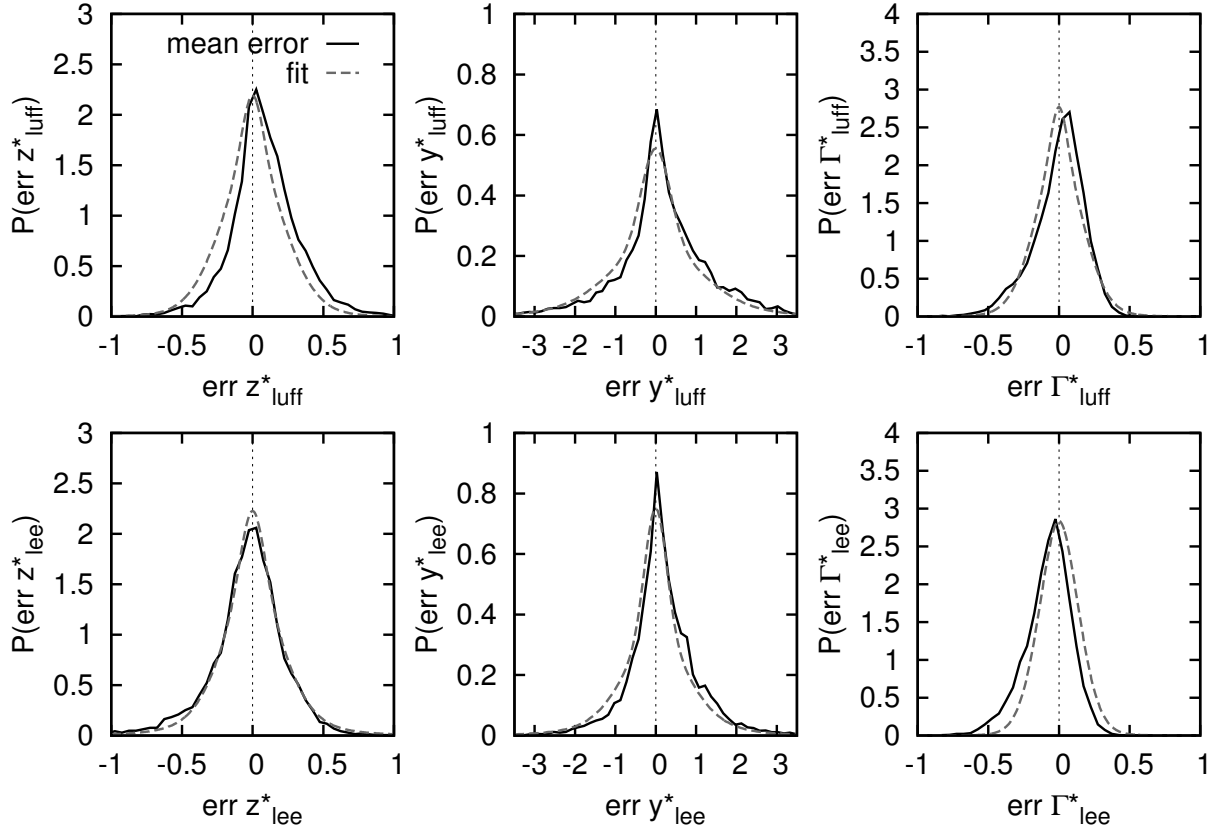 P(err z*luff)
3
2.5
2
1.5
1
0.5
0
mean error
fit
-1 -0.5 0 0.5 1
err z*luff
P(err y*luff)
1
0.8
0.6
0.4
0.2
0
-3 -2 -1 0 1 2 3
err y*luff
P(err Γ*luff)
4
3.5
3
2.5
2
1.5
1
0.5
0
-1 -0.5 0 0.5 1
err Γ*luff
P(err z*lee)
3
2.5
2
1.5
1
0.5
0
-1 -0.5 0 0.5 1
err z*lee
P(err y*lee)
1
0.8
0.6
0.4
0.2
0
-3 -2 -1 0 1 2 3
err y*lee
P(err Γ*lee)
4
3.5
3
2.5
2
1.5
1
0.5
0
-1 -0.5 0 0.5 1
err Γ*lee